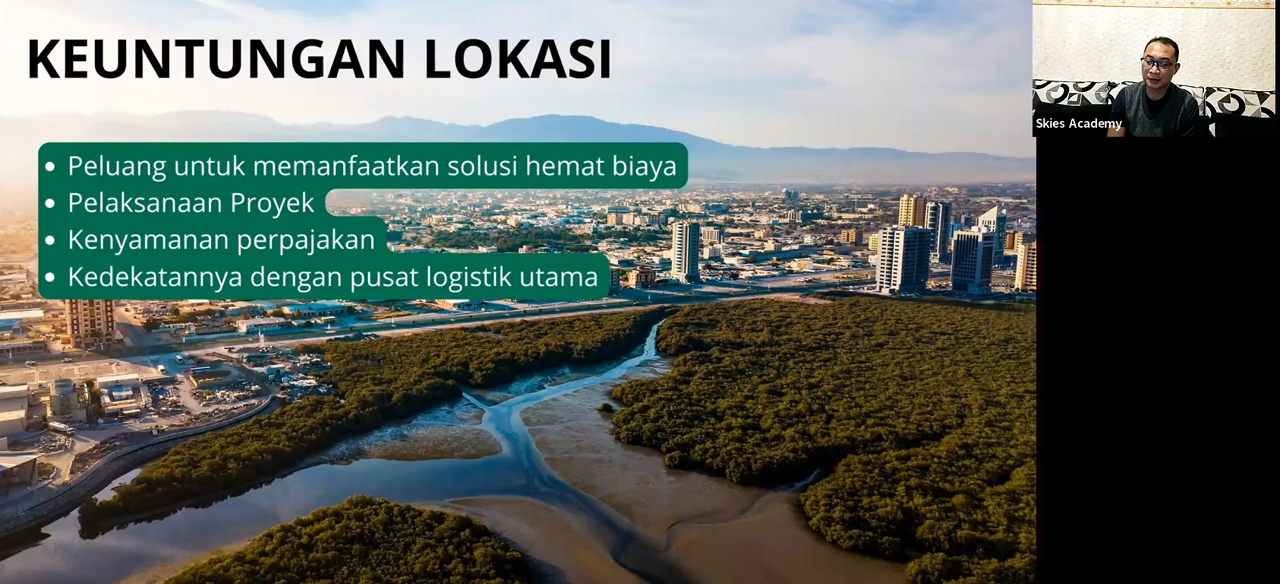 KEUNTUNGAN LOKASI
• Peluang untuk memanfaatkan solusi hemat biaya
• Pelaksanaan Proyek
• Kenyamanan perpajakan
• Kedekatannya dengan pusat logistik utama
Skies Academy